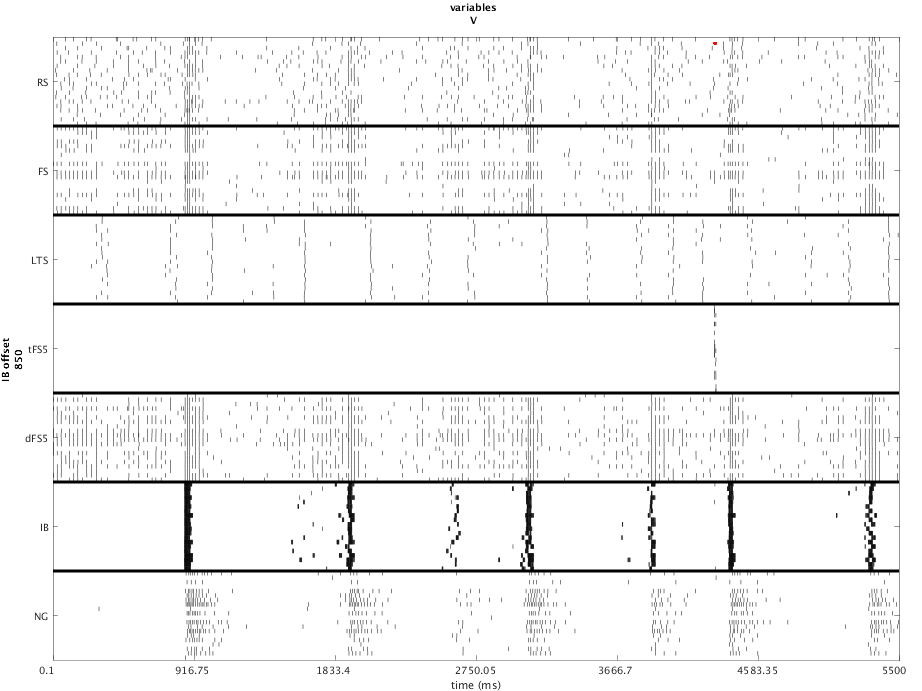 variables
V
RS
FS
LTS
tFS5
dFS5
IB
NG
IB offset
850
0.1 916.75 1833.4 2750.05 3666.7 4583.35 5500
time (ms)